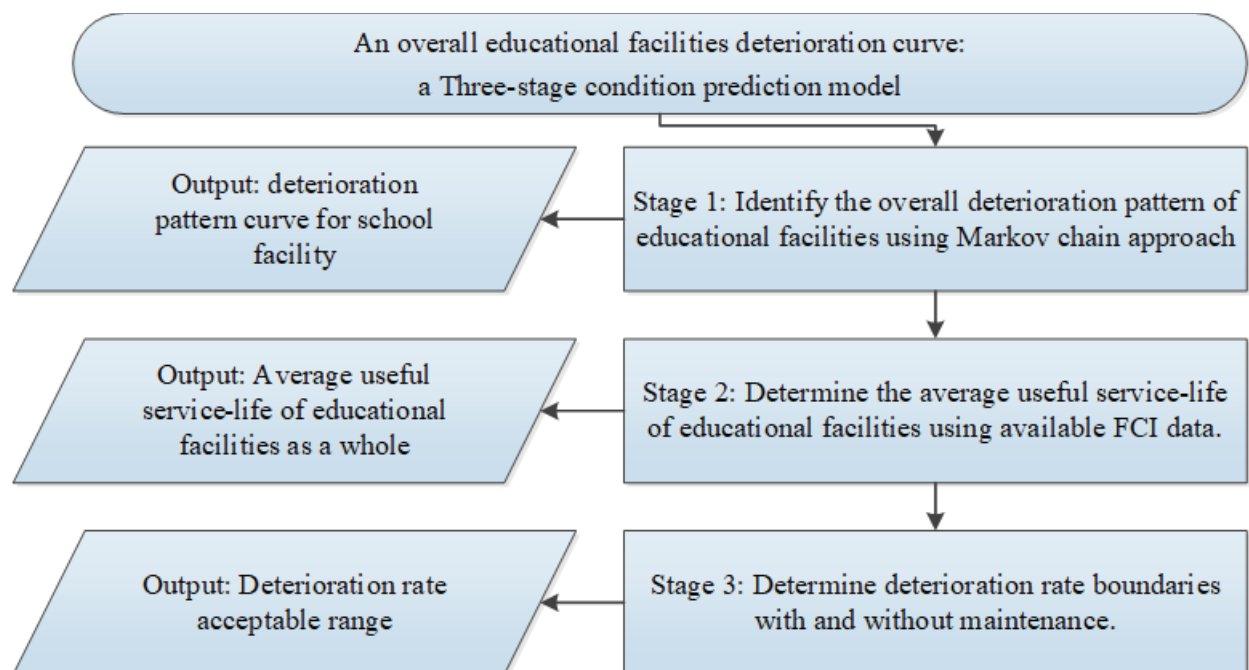 An overall educational facilities deterioration curve:
a Three-stage condition prediction model
Output: deterioration
pattern curve for school
facility
Stage 1: Identify the overall deterioration pattern of
educational facilities using Markov chain approach
Output: Average useful
service-life of educational
facilities as a whole
Stage 2: Determine the average useful service-life
of educational facilities using available FCI data.
Output: Deterioration rate
acceptable range
Stage 3: Determine deterioration rate boundaries
with and without maintenance.